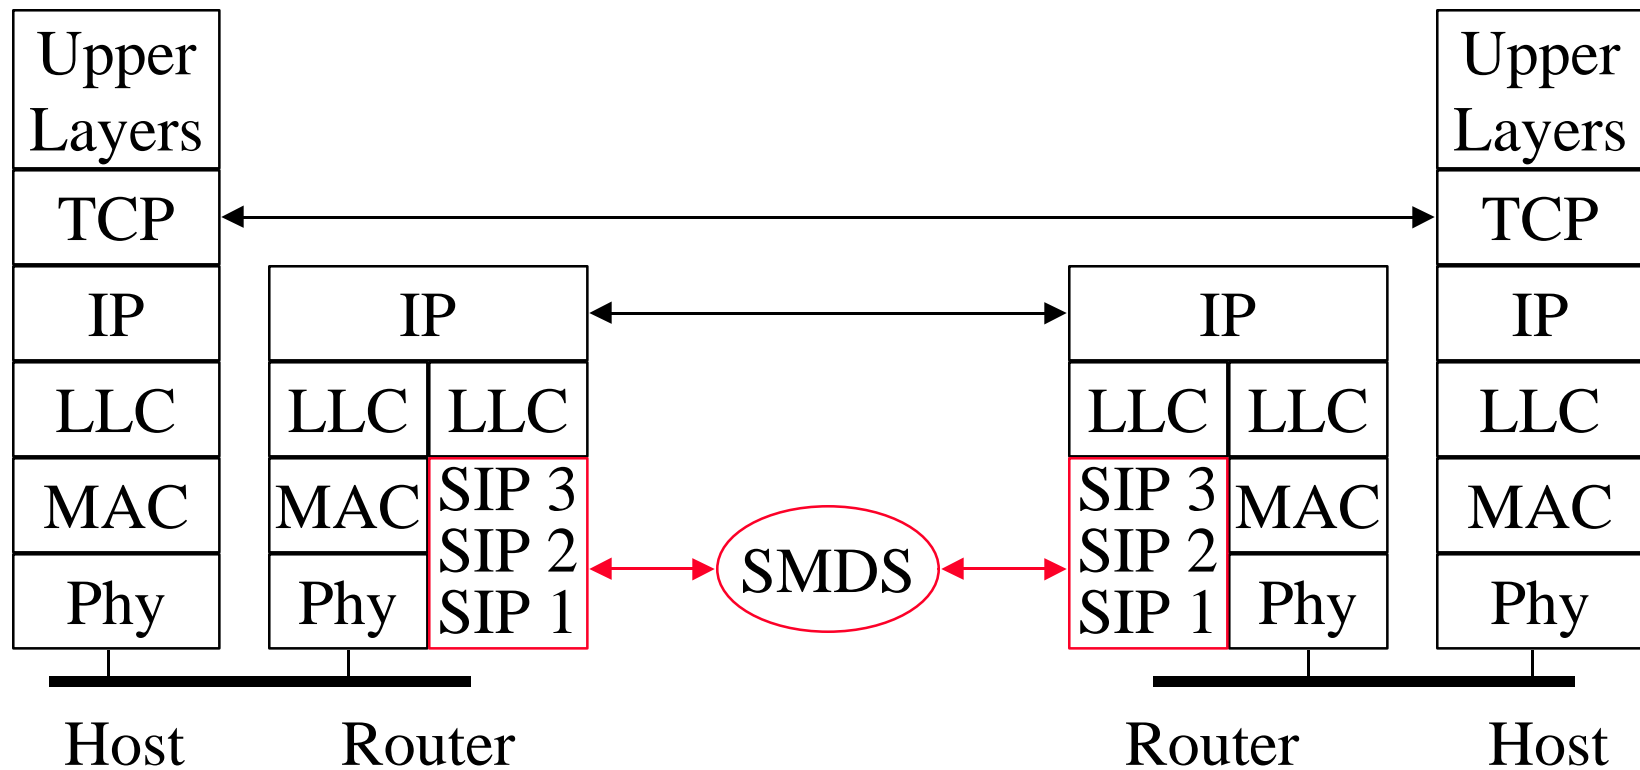 Upper
Layers
TCP
IP
LLC
MAC
Phy
Host
IP
LLC LLC
MAC
Phy
SIP 3
SIP 2
SIP 1
Router
SMDS
IP
LLC LLC
SIP 3
SIP 2
SIP 1
MAC
Phy
Router
Upper
Layers
TCP
IP
LLC
MAC
Phy
Host